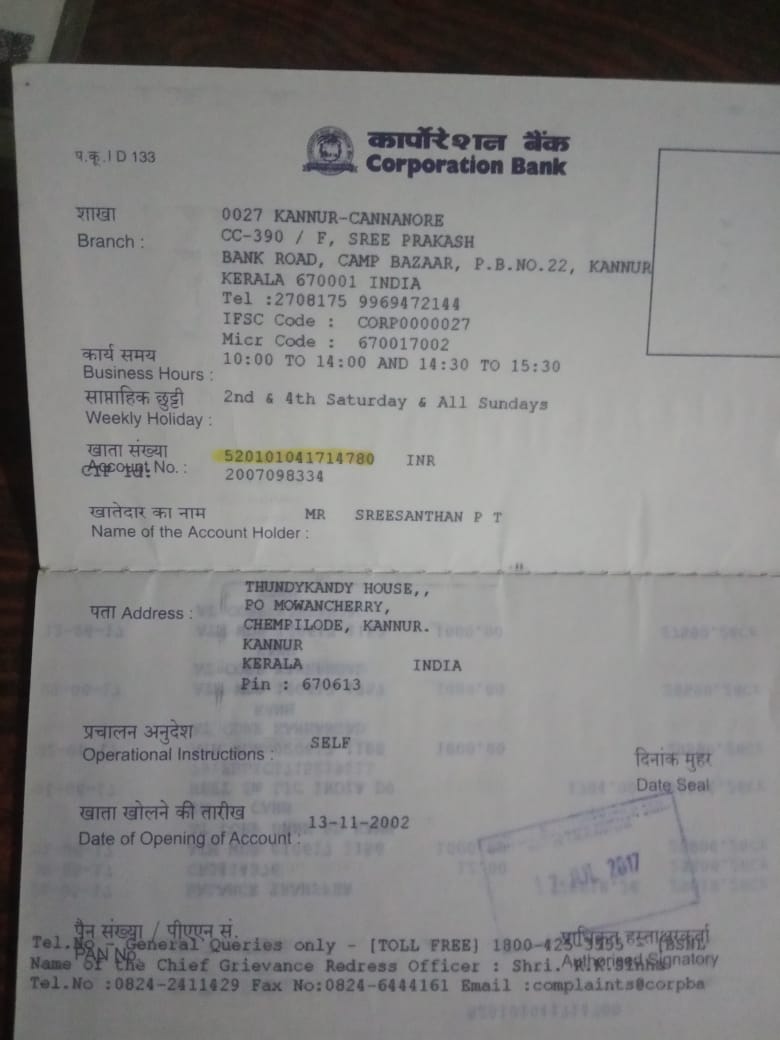 प.कू.I D 133
कार्पोरेशन बैंक
Corporation Bank
शाखा
Branch :
0027 KANNUR-CANNANORE
CC-390 / F, SREE PRAKASH
BANK ROAD, CAMP BAZAAR, P.B.NO.22, KANNUR
KERALA 670001 INDIA
Tel :2708175 9969472144
IFSC Code : CORP0000027
Micr Code : 670017002
कार्य समय
Business Hours : 10:00 TO 14:00 AND 14:30 TO 15:30
साप्ताहिक छुट्टी
Weekly Holiday : 2nd & 4th Saturday & All Sundays
खाता संख्या
Account No. : 520101041714780 INR
CIF Id: 2007098334
खातेदार का नाम
Name of the Account Holder : MR SREESANTHAN P T
पता Address :
THUNDYKANDY HOUSE,,
PO MOWANCHERRY,
CHEMPILODE, KANNUR.
KANNUR
KERALA INDIA
Pin : 670613
प्रचालन अनुदेश
Operational Instructions : SELF
दिनांक मुहर
Date Seal
खाता खोलने की तारीख
Date of Opening of Account : 13-11-2002
JUL 2017
पैन संख्या / पीएएन सं.
PAN No.
प्राधिकृत हस्ताक्षरकर्ता
Authorised Signatory
Tel.No - General Queries only - [TOLL FREE] 1800-425-3555
Name of the Chief Grievance Redress Officer : Shri.
Tel.No :0824-2411429 Fax No:0824-6444161 Email :complaints@corpba